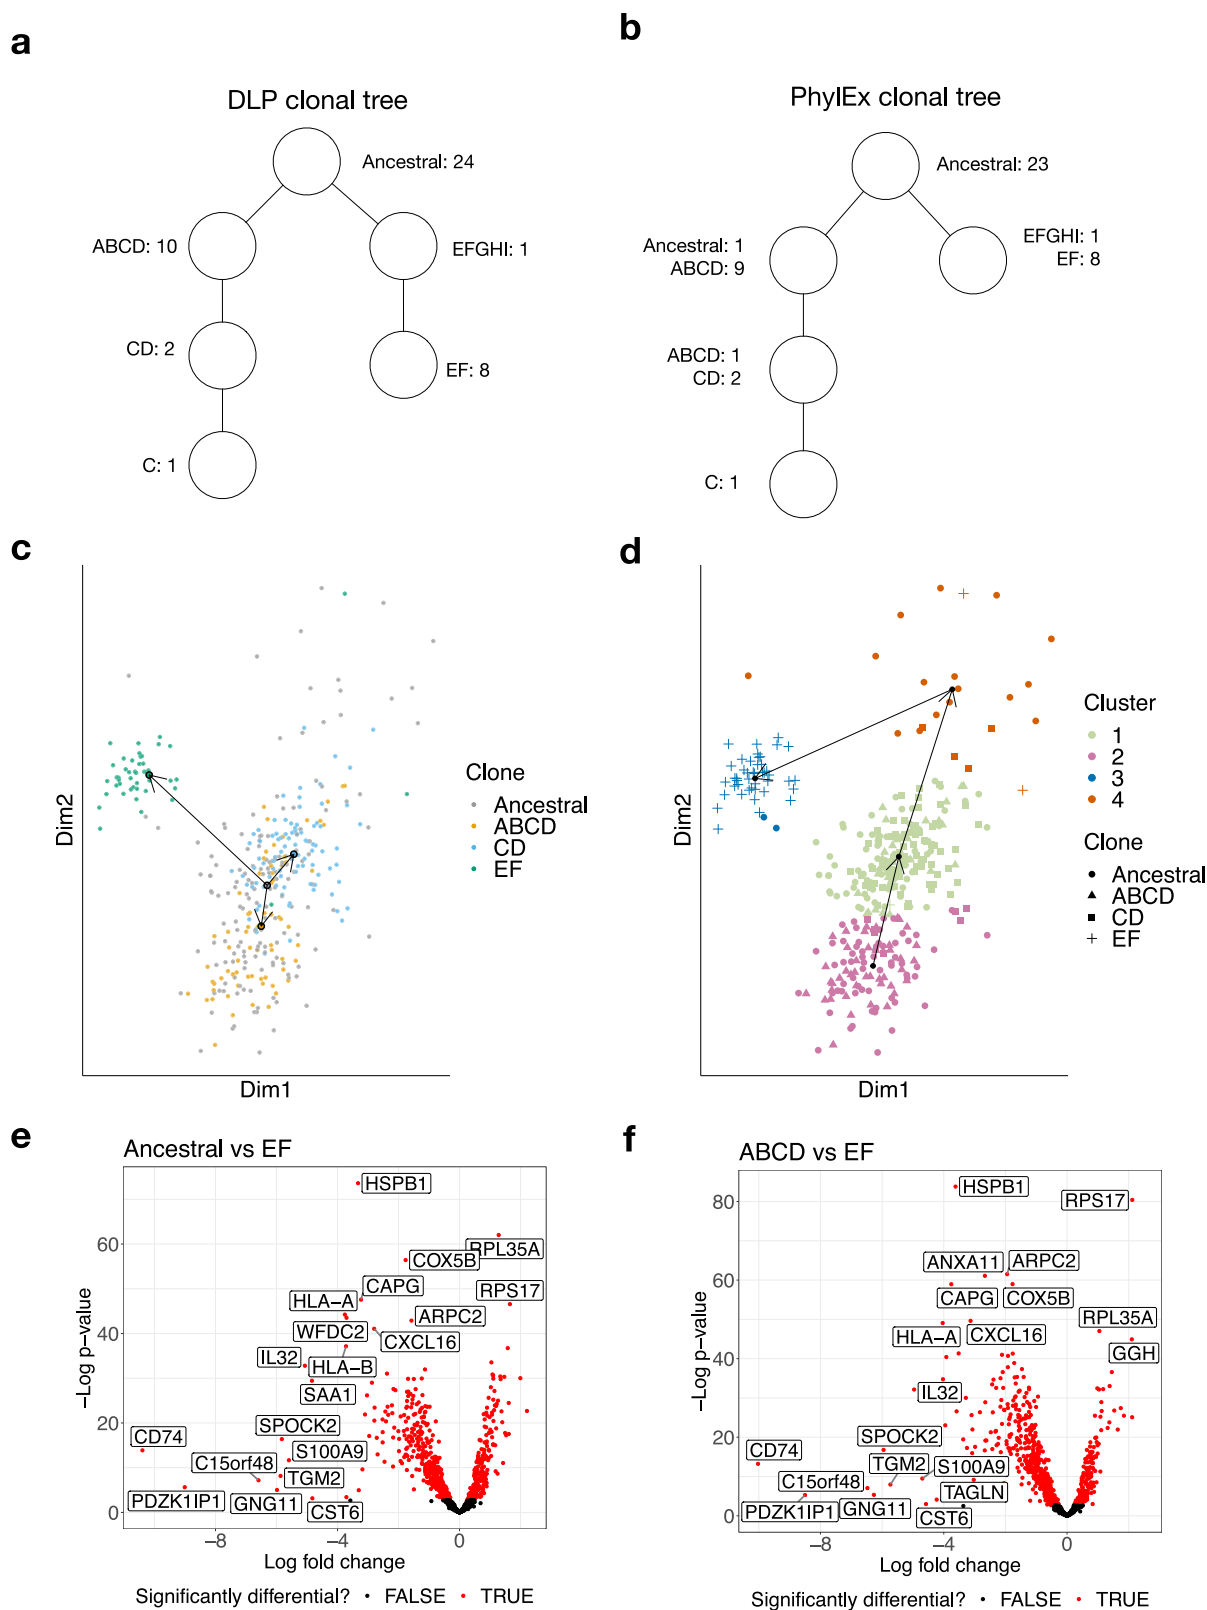 a
DLP clonal tree
Ancestral: 24
ABCD: 10
EFGHI: 1
CD: 2
EF: 8
C: 1
b
PhylEx clonal tree
Ancestral: 23
Ancestral: 1
ABCD: 9
EFGHI: 1
EF: 8
ABCD: 1
CD: 2
C: 1
c
Dim2
Dim1
Clone
Ancestral
ABCD
CD
EF
d
Dim2
Dim1
Cluster
1
2
3
4
Clone
Ancestral
ABCD
CD
EF
e
Ancestral vs EF
HSPB1
RPL35A
COX5B
CAPG
RPS17
HLA−A
ARPC2
WFDC2
CXCL16
IL32
HLA−B
SAA1
SPOCK2
CD74
S100A9
C15orf48
TGM2
PDZK1IP1
GNG11
CST6
60
40
20
0
−Log p−value
−8
−4
0
Log fold change
Significantly differential? FALSE TRUE
f
ABCD vs EF
HSPB1
RPS17
ANXA11
ARPC2
CAPG
COX5B
RPL35A
HLA−A
CXCL16
GGH
IL32
SPOCK2
CD74
TGM2
S100A9
C15orf48
TAGLN
PDZK1IP1
GNG11
CST6
80
60
40
20
0
−Log p−value
−8
−4
0
Log fold change
Significantly differential? FALSE TRUE